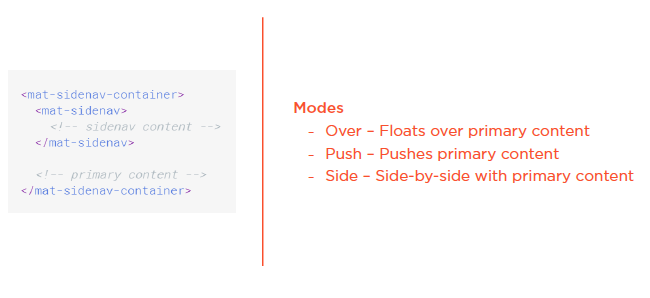 <mat-sidenav-container>
<mat-sidenav>
<!-- sidenav content -->
</mat-sidenav>
<!-- primary content -->
</mat-sidenav-container>
Modes
- Over – Floats over primary content
- Push – Pushes primary content
- Side – Side-by-side with primary content